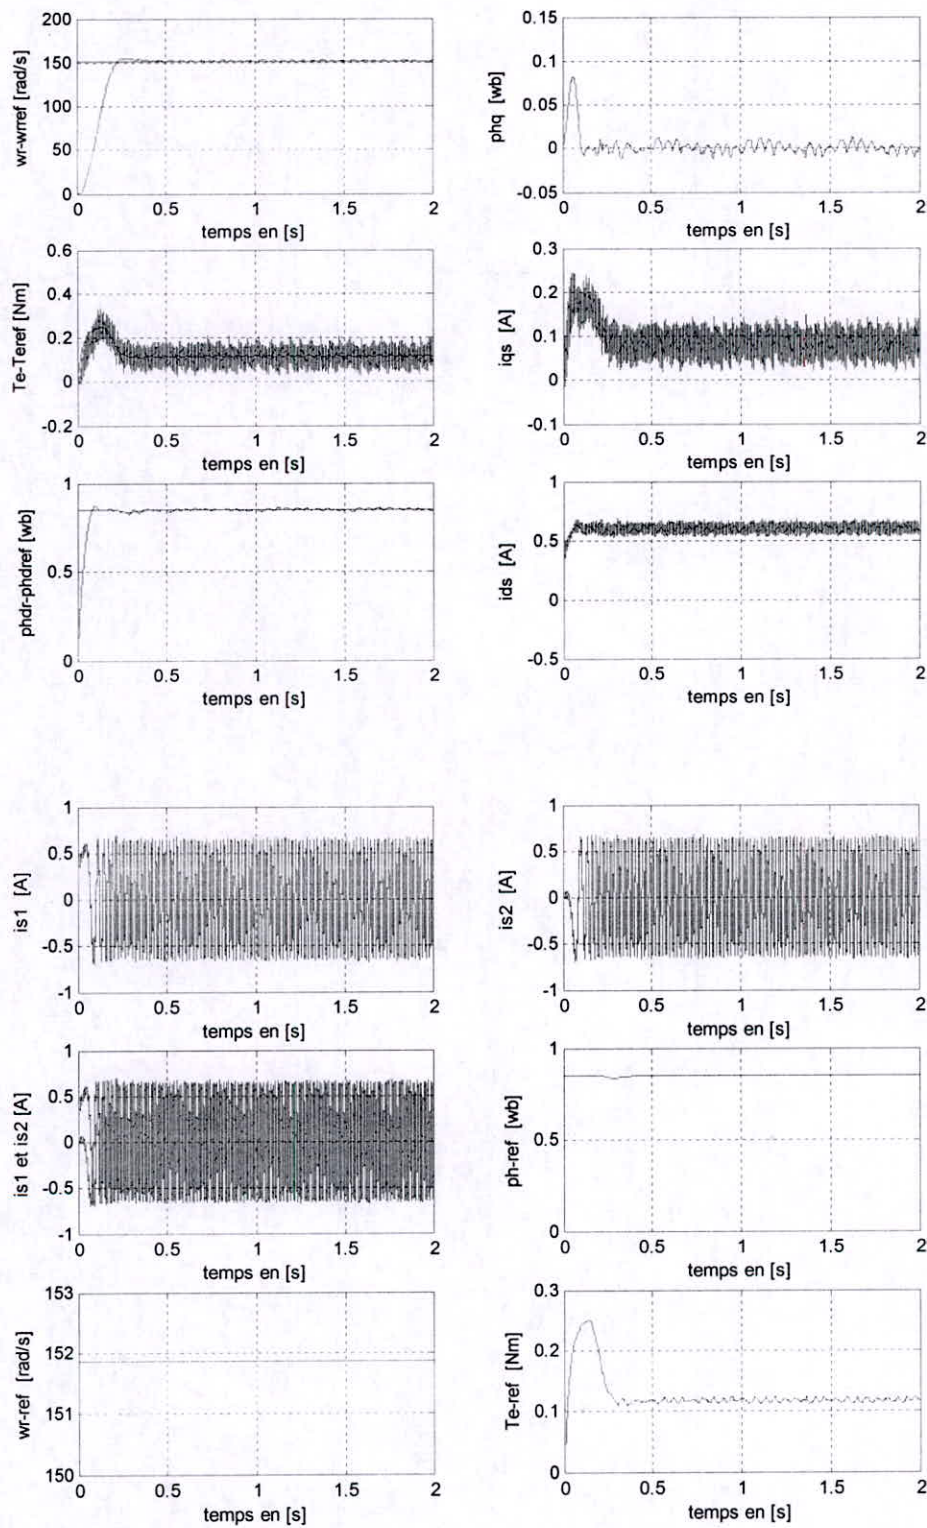 200
150
100
50
0
wr-wrref [rad/s]
0 0.5 1 1.5 2
temps en [s]
0.15
0.1
0.05
0
-0.05
phq [wb]
0 0.5 1 1.5 2
temps en [s]
0.6
0.4
0.2
0
-0.2
Te-Teref [Nm]
0 0.5 1 1.5 2
temps en [s]
0.3
0.2
0.1
0
-0.1
iqs [A]
0 0.5 1 1.5 2
temps en [s]
1
0.5
0
phdr-phdref [wb]
0 0.5 1 1.5 2
temps en [s]
1
0.5
0
-0.5
ids [A]
0 0.5 1 1.5 2
temps en [s]
1
0.5
0
-0.5
-1
is1 [A]
0 0.5 1 1.5 2
temps en [s]
1
0.5
0
-0.5
-1
is2 [A]
0 0.5 1 1.5 2
temps en [s]
1
0.5
0
-0.5
-1
is1 et is2 [A]
0 0.5 1 1.5 2
temps en [s]
1
0.5
0
ph-ref [wb]
0 0.5 1 1.5 2
temps en [s]
153
152
151
150
wr-ref [rad/s]
0 0.5 1 1.5 2
temps en [s]
0.3
0.2
0.1
0
Te-ref [Nm]
0 0.5 1 1.5 2
temps en [s]